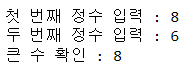 첫 번째 정수 입력 : 8
두 번째 정수 입력 : 6
큰 수 확인 : 8